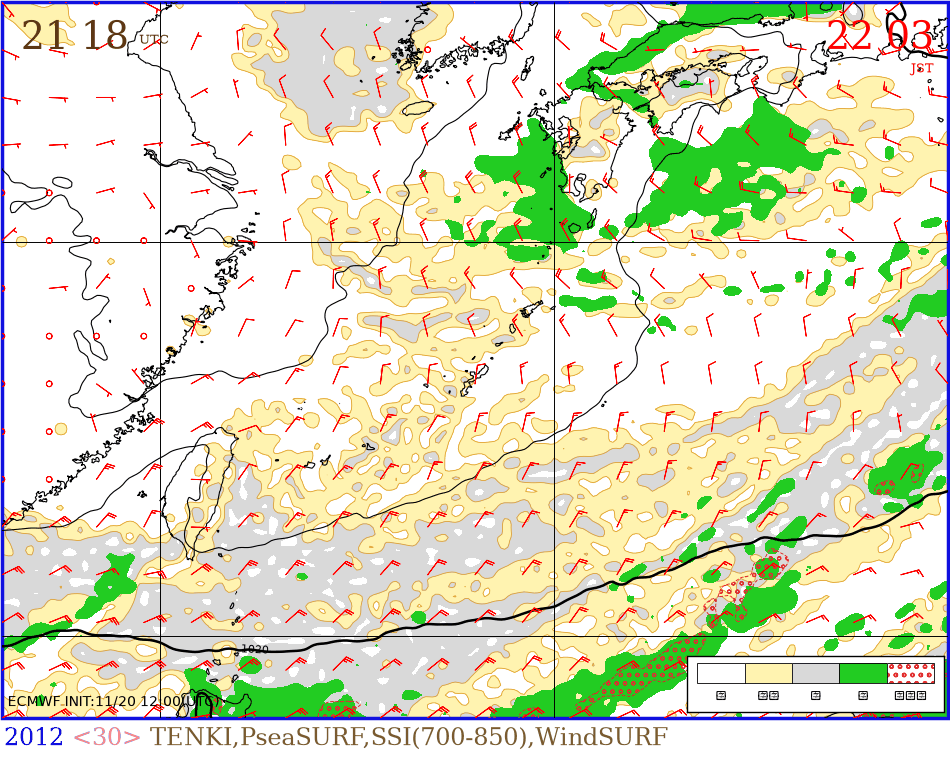 21 18 UTC
22 03 JST
1020
ECMWF.INIT:11/20 12:00(UTC)
2012 <30> TENKI,PseaSURF,SSI(700-850),WindSURF